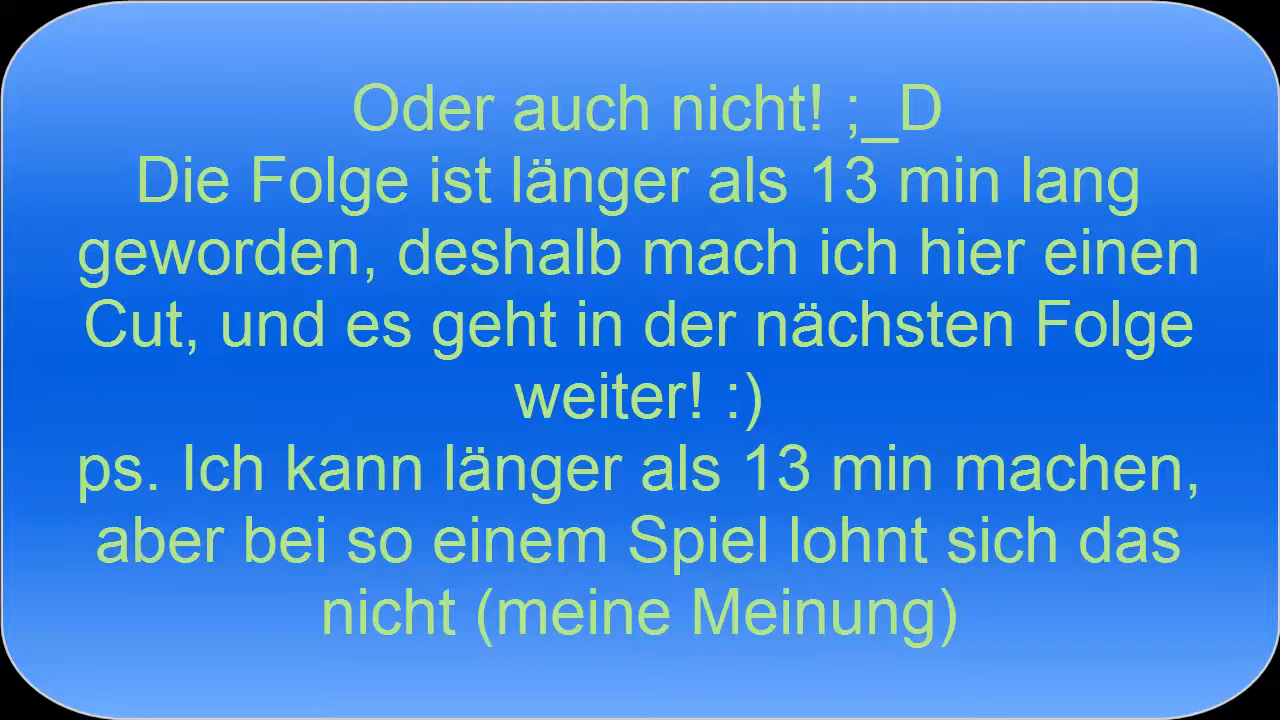 Oder auch nicht! ;_D
Die Folge ist länger als 13 min lang
geworden, deshalb mach ich hier einen
Cut, und es geht in der nächsten Folge
weiter! :)
ps. Ich kann länger als 13 min machen,
aber bei so einem Spiel lohnt sich das
nicht (meine Meinung)